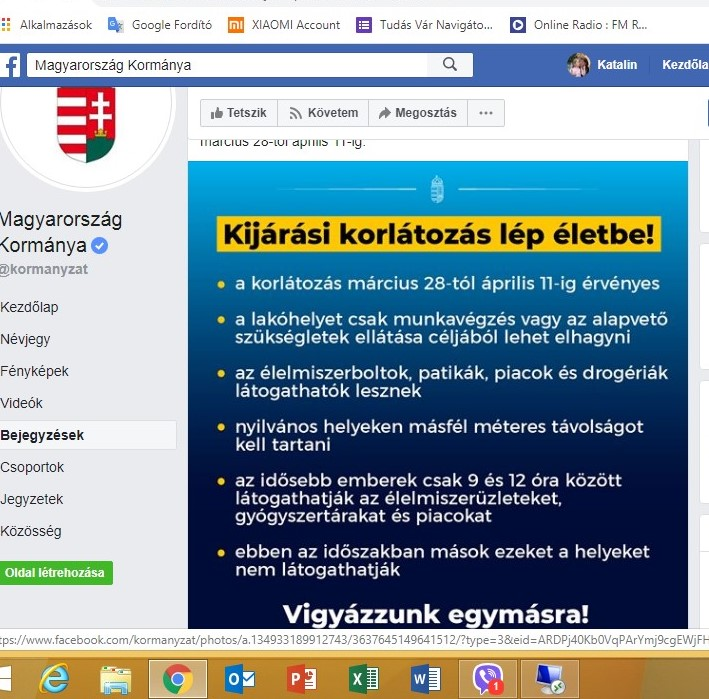 Alkalmazások Google Fordító XIAOMI Account Tudás Vár Navigáto... Online Radio : FM R...
Magyarország Kormánya Katalin Kezdőla
Tetszik Követem Megosztás ...
március 28-tól április 11-ig.
Magyarország
Kormánya
@kormanyzat
Kezdőlap
Névjegy
Fényképek
Videók
Bejegyzések
Csoportok
Jegyzetek
Közösség
Oldal létrehozása
Kijárási korlátozás lép életbe!
• a korlátozás március 28-tól április 11-ig érvényes
• a lakóhelyet csak munkavégzés vagy az alapvető
szükségletek ellátása céljából lehet elhagyni
• az élelmiszerboltok, patikák, piacok és drogériák
látogathatók lesznek
• nyilvános helyeken másfél méteres távolságot
kell tartani
• az idősebb emberek csak 9 és 12 óra között
látogathatják az élelmiszerüzleteket,
gyógyszertárakat és piacokat
• ebben az időszakban mások ezeket a helyeket
nem látogathatják
Vigyázzunk egymásra!
tps://www.facebook.com/kormanyzat/photos/a.134933189912743/3637645149641512/?type=3&eid=ARDPj40Kb0VqPArYmj9cgEWjFH
1